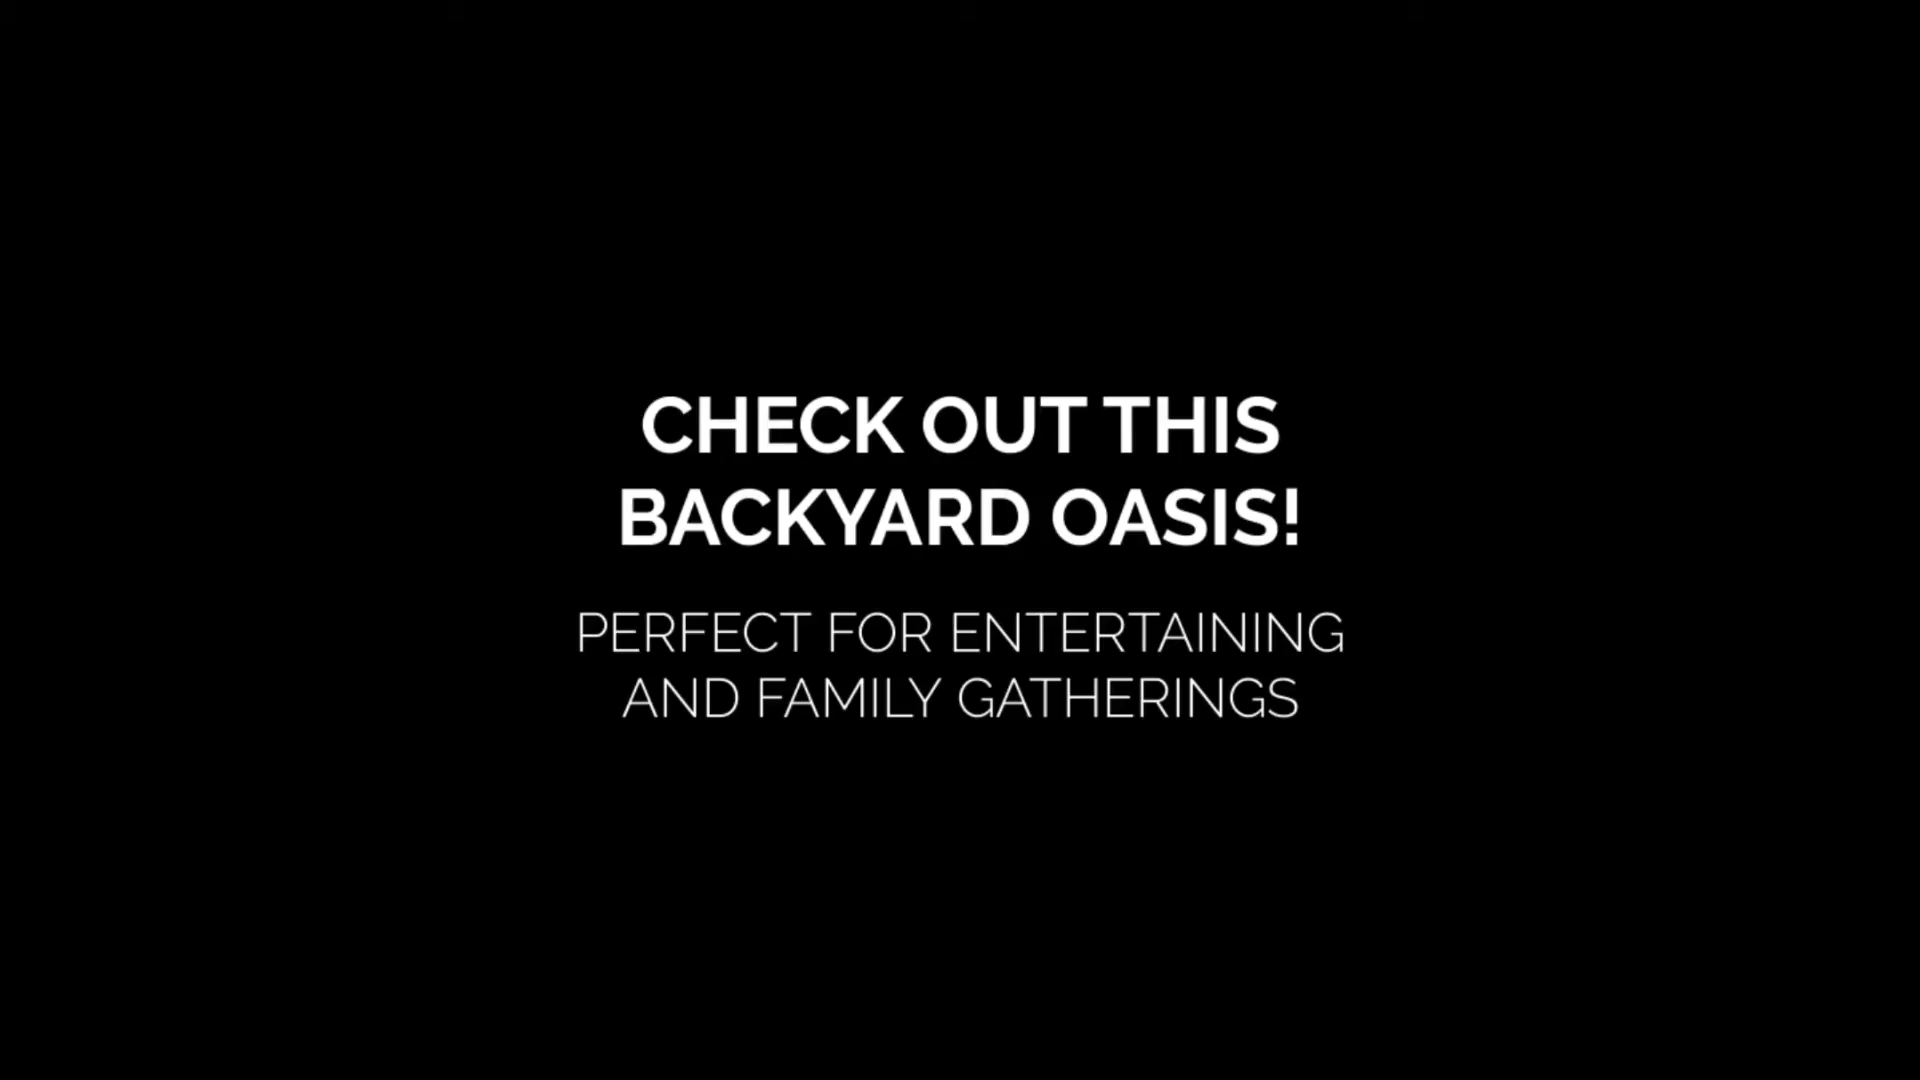 CHECK OUT THIS
BACKYARD OASIS!
PERFECT FOR ENTERTAINING
AND FAMILY GATHERINGS